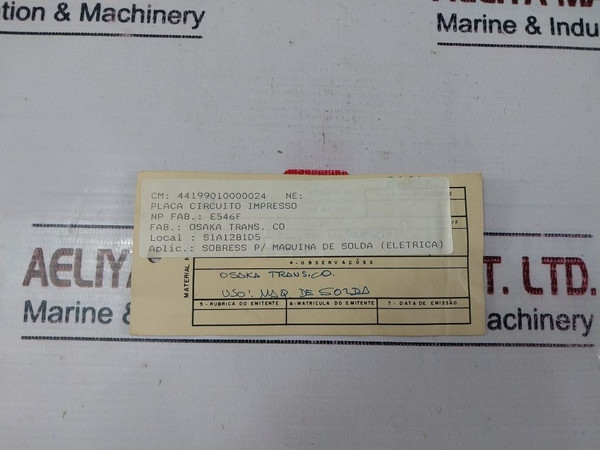 tion & Machinery
Marine & Indu
CM: 44199010000024 NE:
PLACA CIRCUITO IMPRESSO
NP FAB.: E546F
FAB.: OSAKA TRANS. CO
Local : S1A1281D5
Aplic.: SOBRESS P/ MAQUINA DE SOLDA (ELETRICA)
MATERIAL
4-OBSERVAÇÕES
OSAKA TRANS.CO.
USO: MAQ DE SOLDA
5 - RUBRICA DO EMITENTE 6-MATRICULA DO EMITENTE 7 - DATA DE EMISSÃO
AELIYA T. LTD.
Marine & achinery